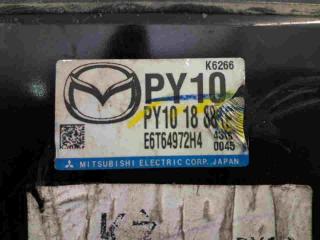 K6266
PY10
PY10 18
E6T64972H4
0045
MITSUBISHI ELECTRIC CORP. JAPAN